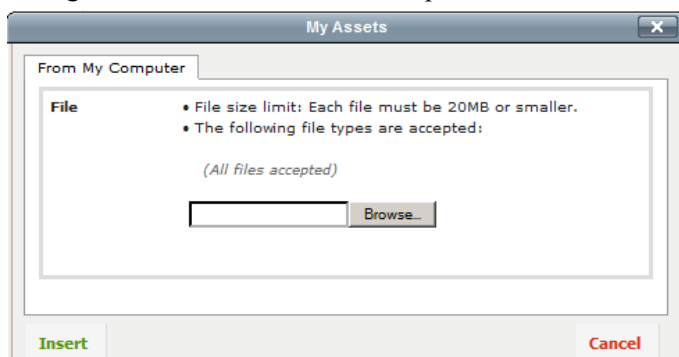 My Assets
From My Computer
File
• File size limit: Each file must be 20MB or smaller.
• The following file types are accepted:
(All files accepted)
Browse...
Insert
Cancel